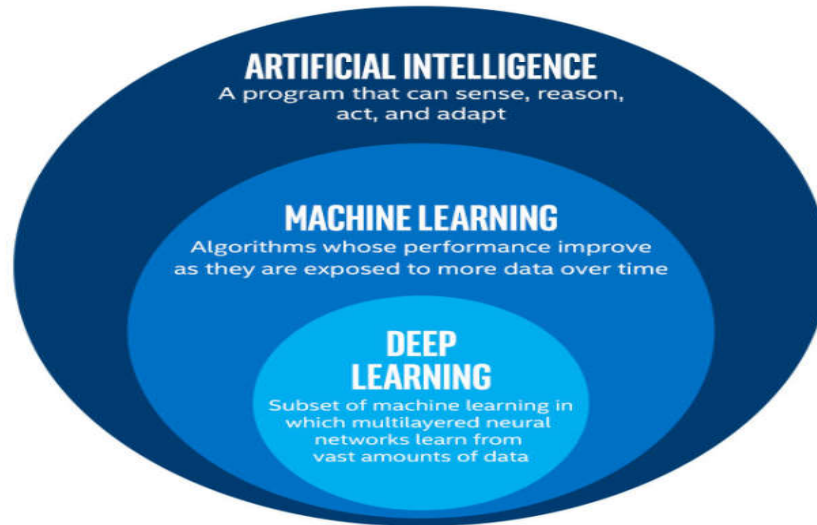 ARTIFICIAL INTELLIGENCE
A program that can sense, reason,
act, and adapt
MACHINE LEARNING
Algorithms whose performance improve
as they are exposed to more data over time
DEEP
LEARNING
Subset of machine learning in
which multilayered neural
networks learn from
vast amounts of data